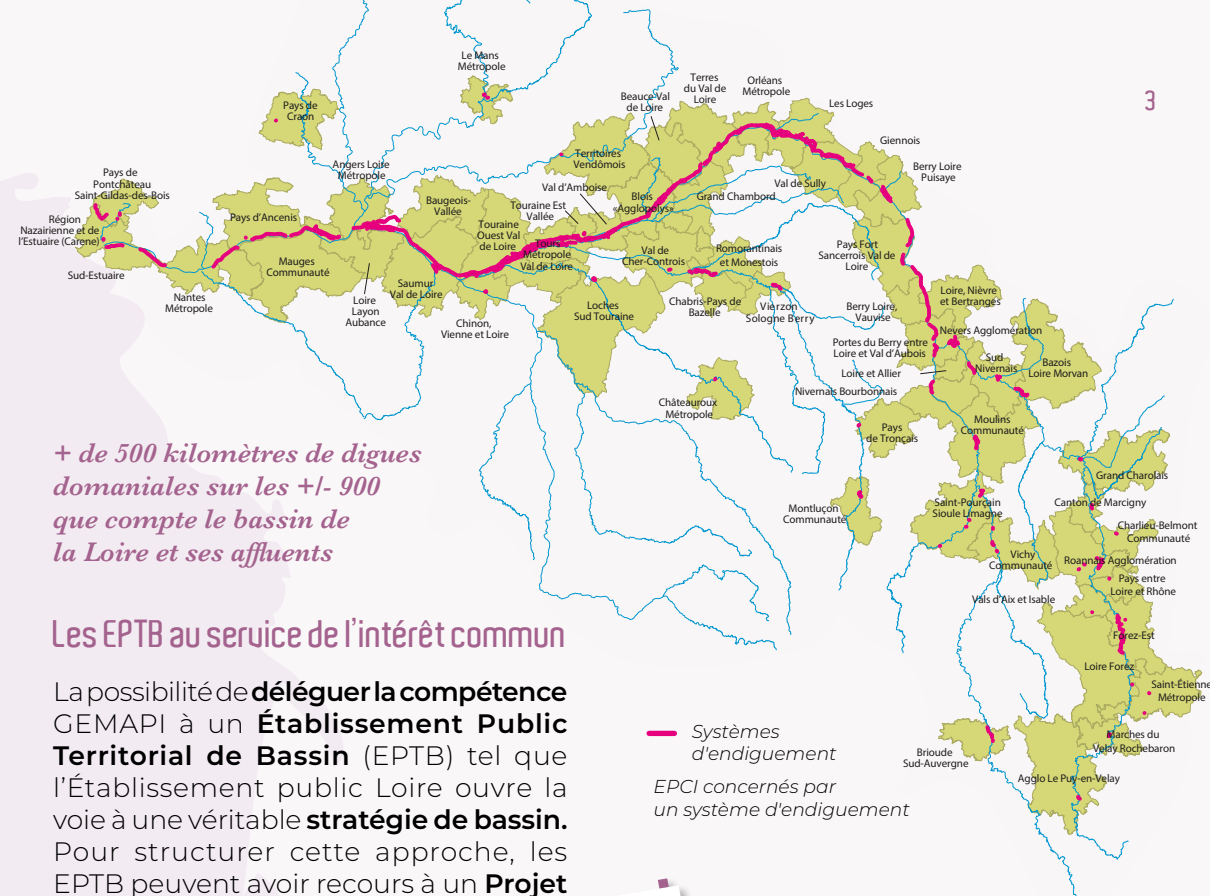 3
Le Mans
Métropole
Pays de
Craon
Angers Loire
Métropole
Pays de
Pontchâteau
Saint-Gildas-des-Bois
Région
Nazairienne et de
l'Estuaire (Carene)
Sud-Estuaire
Nantes
Métropole
Pays d'Ancenis
Mauges
Communauté
Loire
Layon
Aubance
Baugeois-
Vallée
Saumur
Val de Loire
Touraine
Ouest Val
de Loire
Chinon,
Vienne et Loire
Tours
Métropole
Val de Loire
Touraine Est
Vallée
Val d'Amboise
Territoires
Vendômois
Beauce-Val
de Loire
Terres
du Val de
Loire
Orléans
Métropole
Les Loges
Giennois
Berry Loire
Puisaye
Blois
«Agglopolys»
Grand Chambord
Val de Sully
Val de
Cher-Controis
Romorantinais
et Monestois
Loches
Sud Touraine
Chabris-Pays de
Bazelle
Vierzon
Sologne Berry
Pays Fort
Sancerrois Val de
Loire
Berry Loire,
Vauvise
Loire, Nièvre
et Bertranges
Nevers Agglomération
Portes du Berry entre
Loire et Val d'Aubois
Loire et Allier
Sud
Nivernais
Bazois
Loire Morvan
Nivernais Bourbonnais
Châteauroux
Métropole
Pays
de Tronçais
Moulins
Communauté
Montluçon
Communauté
Saint-Pourçain
Sioule Limagne
Vichy
Communauté
Grand Charolais
Canton de Marcigny
Charlieu-Belmont
Communauté
Roannais Agglomération
Pays entre
Loire et Rhône
Vals d'Aix et Isable
Forez-Est
Loire Forez
Saint-Étienne
Métropole
Marches du
Velay Rochebaron
Brioude
Sud-Auvergne
Agglo Le Puy-en-Velay
+ de 500 kilomètres de digues
domaniales sur les +/- 900
que compte le bassin de
la Loire et ses affluents
Les EPTB au service de l'intérêt commun
La possibilité de déléguer la compétence
GEMAPI à un Établissement Public
Territorial de Bassin (EPTB) tel que
l'Établissement public Loire ouvre la
voie à une véritable stratégie de bassin.
Pour structurer cette approche, les
EPTB peuvent avoir recours à un Projet
Systèmes
d'endiguement
EPCI concernés par
un système d'endiguement